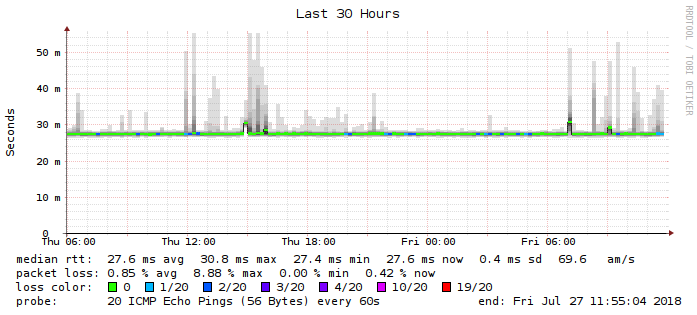 Last 30 Hours
RRDTOOL / TOBI OETIKER
Seconds
50 m
40 m
30 m
20 m
10 m
0
Thu 06:00 Thu 12:00 Thu 18:00 Fri 00:00 Fri 06:00
median rtt: 27.6 ms avg 30.8 ms max 27.4 ms min 27.6 ms now 0.4 ms sd 69.6 am/s
packet loss: 0.85 % avg 8.88 % max 0.00 % min 0.42 % now
loss color: 0 1/20 2/20 3/20 4/20 10/20 19/20
probe: 20 ICMP Echo Pings (56 Bytes) every 60s end: Fri Jul 27 11:55:04 2018